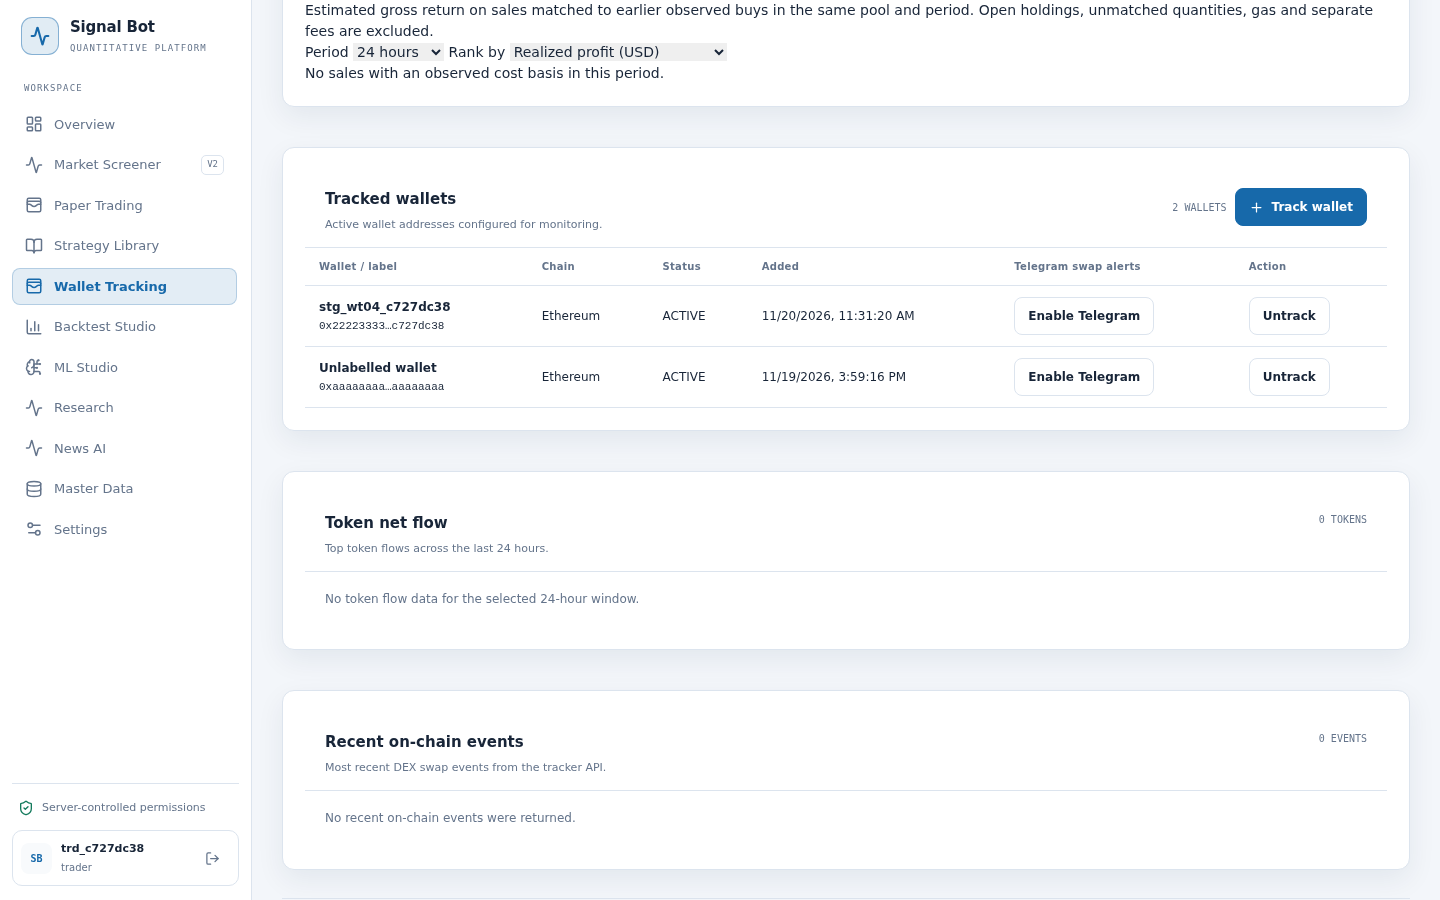 Signal Bot
QUANTITATIVE PLATFORM
WORKSPACE
Overview
Market Screener V2
Paper Trading
Strategy Library
Wallet Tracking
Backtest Studio
ML Studio
Research
News AI
Master Data
Settings
Server-controlled permissions
SB
trd_c727dc38
trader
Estimated gross return on sales matched to earlier observed buys in the same pool and period. Open holdings, unmatched quantities, gas and separate
fees are excluded.
Period 24 hours Rank by Realized profit (USD)
No sales with an observed cost basis in this period.
Tracked wallets
Active wallet addresses configured for monitoring.
2 WALLETS
Track wallet
Wallet / label Chain Status Added Telegram swap alerts Action
stg_wt04_c727dc38
0x22223333…c727dc38
Ethereum ACTIVE 11/20/2026, 11:31:20 AM Enable Telegram Untrack
Unlabelled wallet
0xaaaaaaaa…aaaaaaaa
Ethereum ACTIVE 11/19/2026, 3:59:16 PM Enable Telegram Untrack
Token net flow
0 TOKENS
Top token flows across the last 24 hours.
No token flow data for the selected 24-hour window.
Recent on-chain events
0 EVENTS
Most recent DEX swap events from the tracker API.
No recent on-chain events were returned.